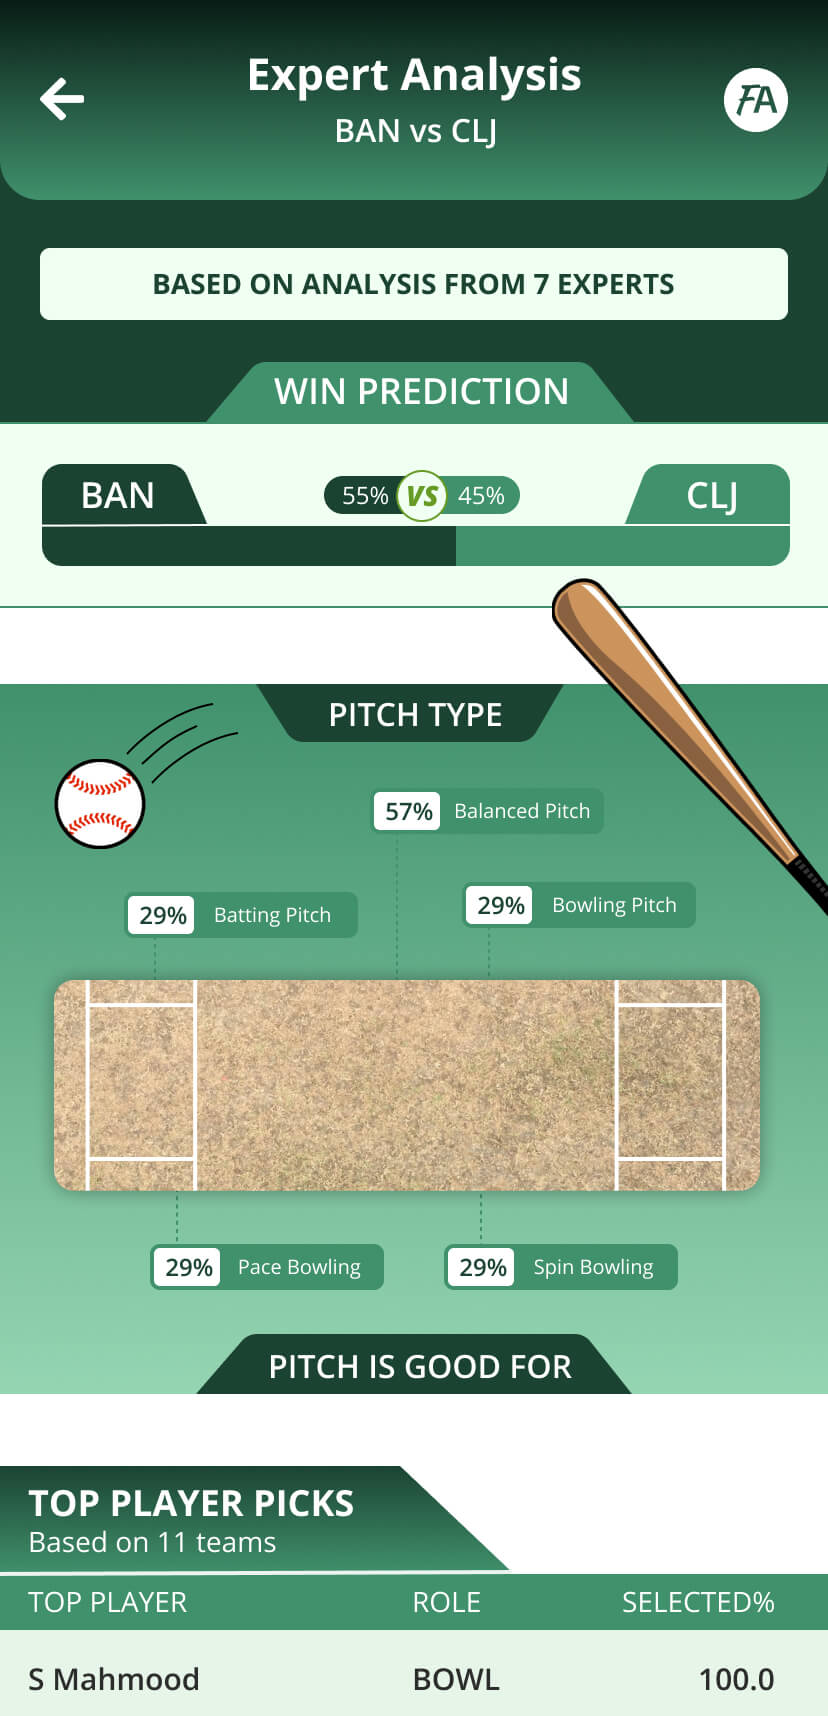 Expert Analysis
BAN vs CLJ
FA
BASED ON ANALYSIS FROM 7 EXPERTS
WIN PREDICTION
BAN
55% VS 45%
CLJ
PITCH TYPE
57% Balanced Pitch
29% Batting Pitch
29% Bowling Pitch
29% Pace Bowling
29% Spin Bowling
PITCH IS GOOD FOR
TOP PLAYER PICKS
Based on 11 teams
TOP PLAYER ROLE SELECTED%
S Mahmood BOWL 100.0